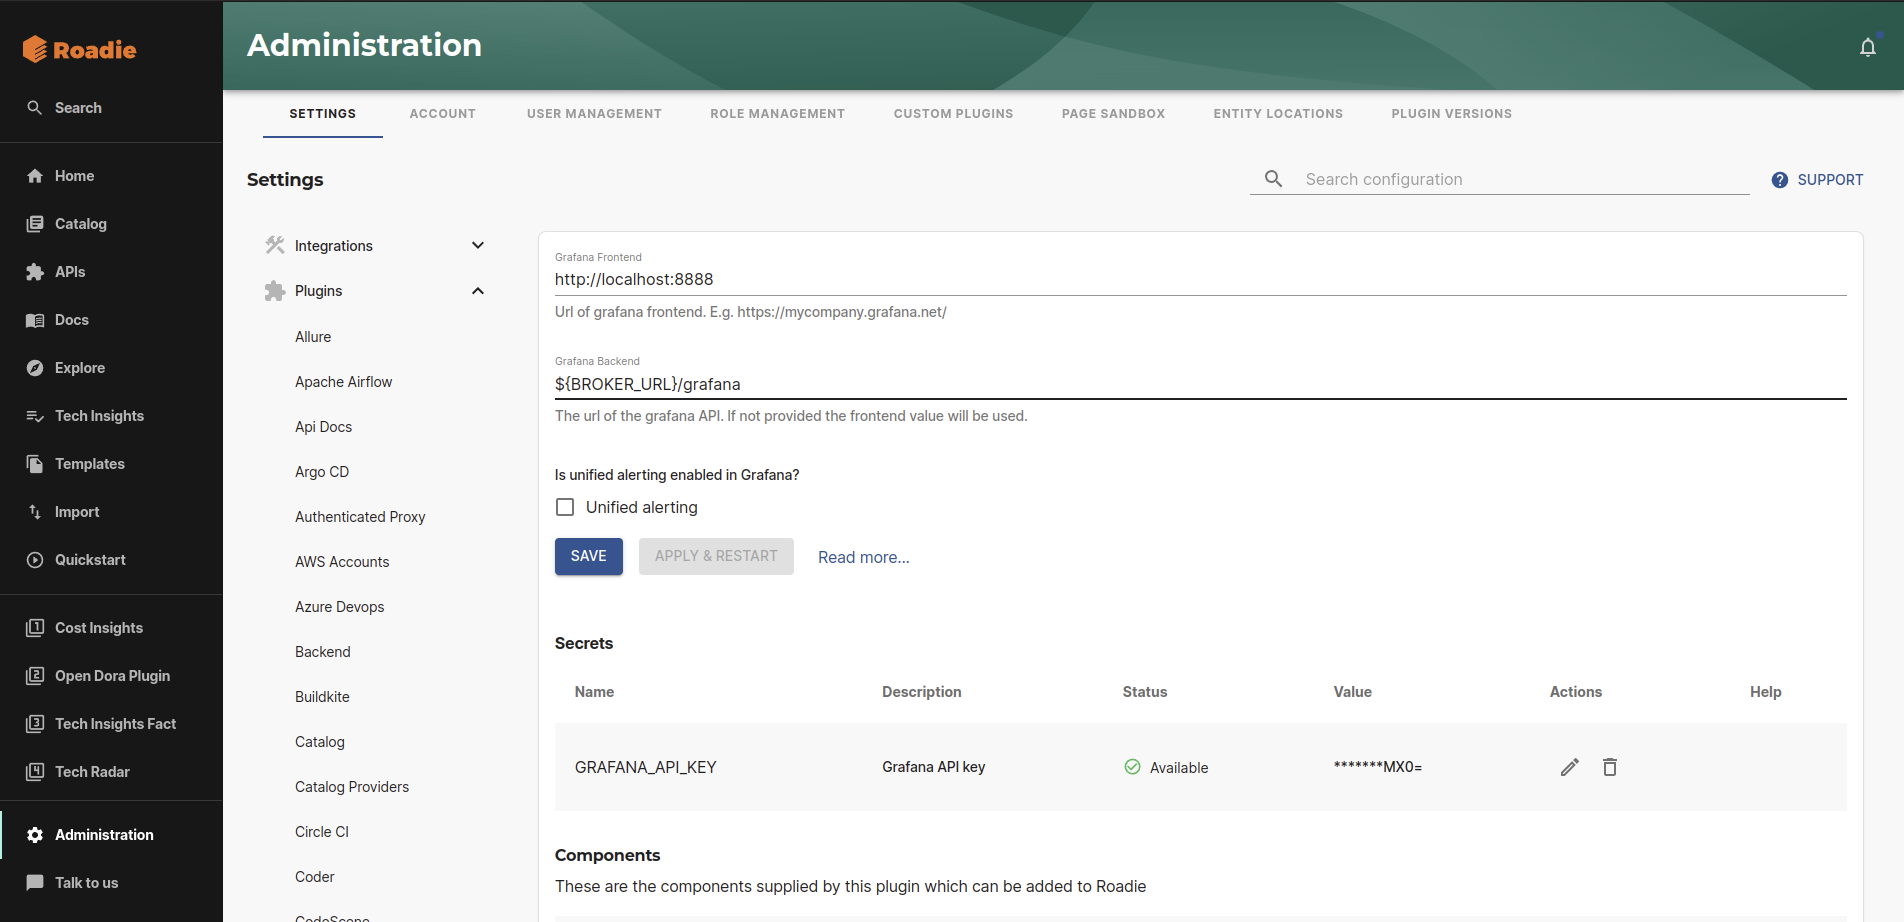 Roadie
Search
Home
Catalog
APIs
Docs
Explore
Tech Insights
Templates
Import
Quickstart
1 Cost Insights
2 Open Dora Plugin
3 Tech Insights Fact
4 Tech Radar
Administration
Talk to us
Administration
SETTINGS ACCOUNT USER MANAGEMENT ROLE MANAGEMENT CUSTOM PLUGINS PAGE SANDBOX ENTITY LOCATIONS PLUGIN VERSIONS
Settings
Search configuration
? SUPPORT
Integrations
Plugins
Allure
Apache Airflow
Api Docs
Argo CD
Authenticated Proxy
AWS Accounts
Azure Devops
Backend
Buildkite
Catalog
Catalog Providers
Circle CI
Coder
CodeScene
Grafana Frontend
http://localhost:8888
Url of grafana frontend. E.g. https://mycompany.grafana.net/
Grafana Backend
${BROKER_URL}/grafana
The url of the grafana API. If not provided the frontend value will be used.
Is unified alerting enabled in Grafana?
Unified alerting
SAVE APPLY & RESTART Read more...
Secrets
Name Description Status Value Actions Help
GRAFANA_API_KEY Grafana API key Available *******MX0=
Components
These are the components supplied by this plugin which can be added to Roadie